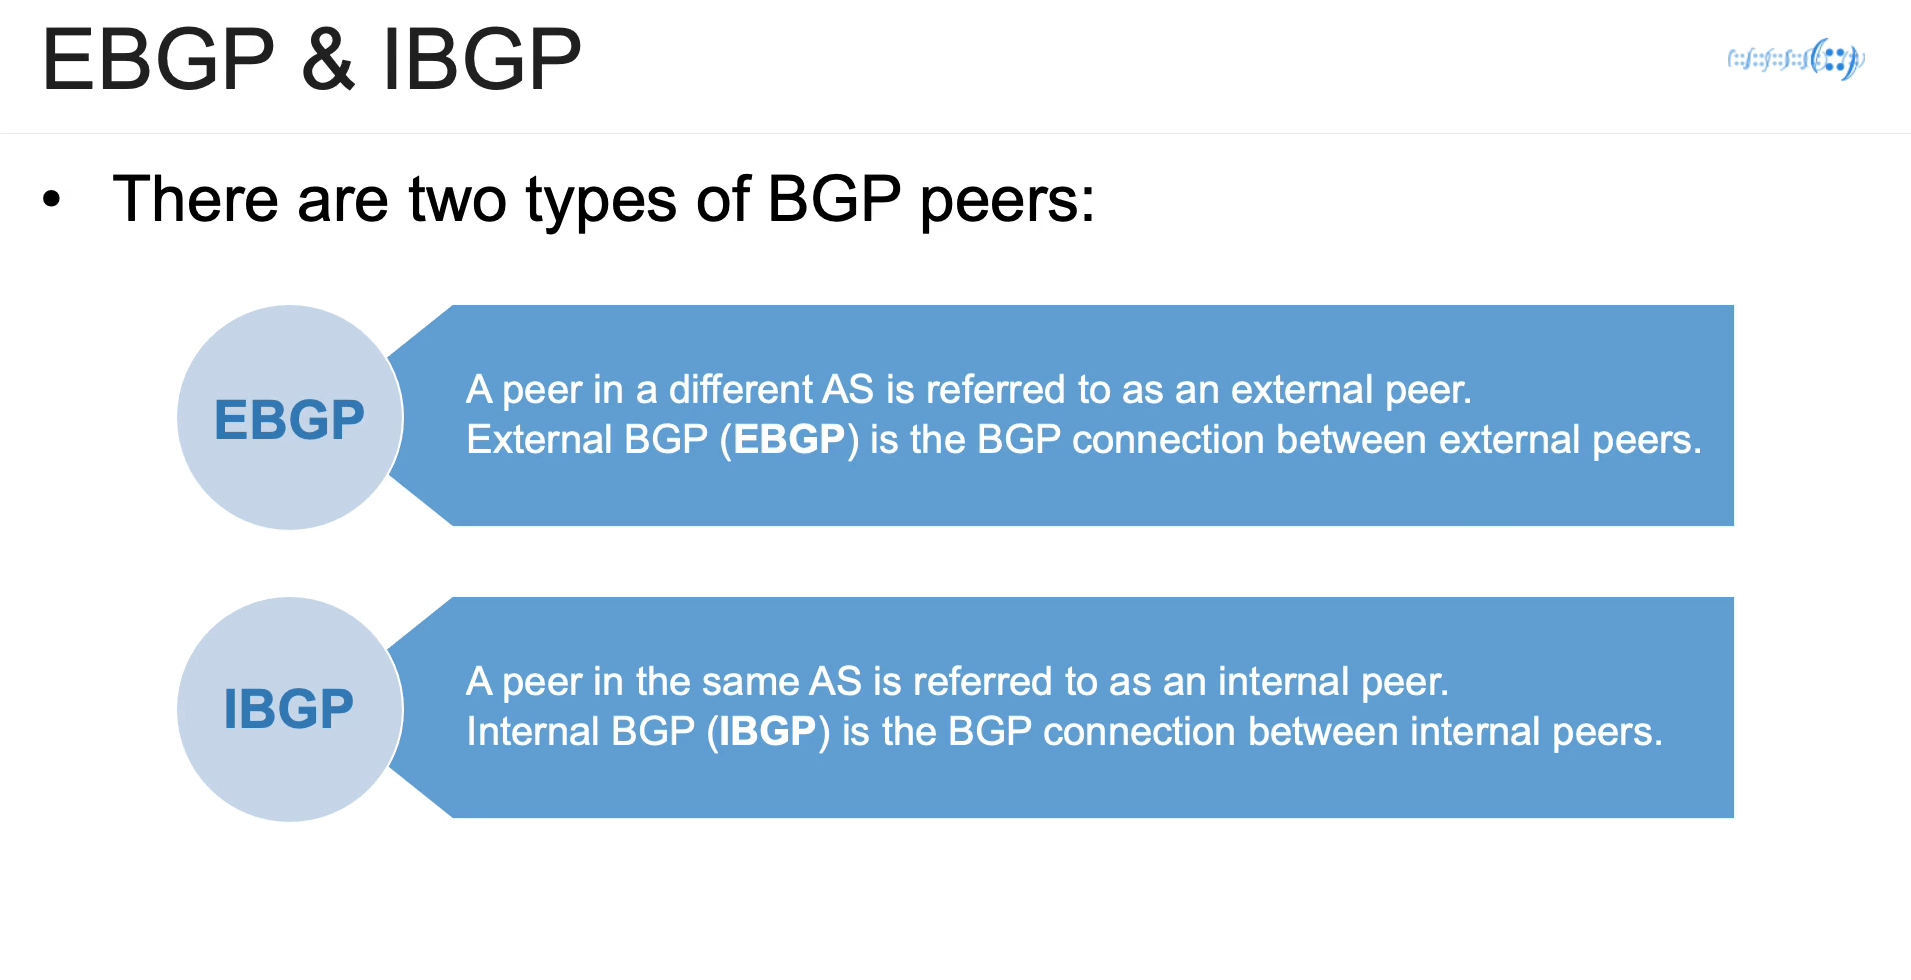 EBGP & IBGP
• There are two types of BGP peers:
EBGP
A peer in a different AS is referred to as an external peer.
External BGP (EBGP) is the BGP connection between external peers.
IBGP
A peer in the same AS is referred to as an internal peer.
Internal BGP (IBGP) is the BGP connection between internal peers.